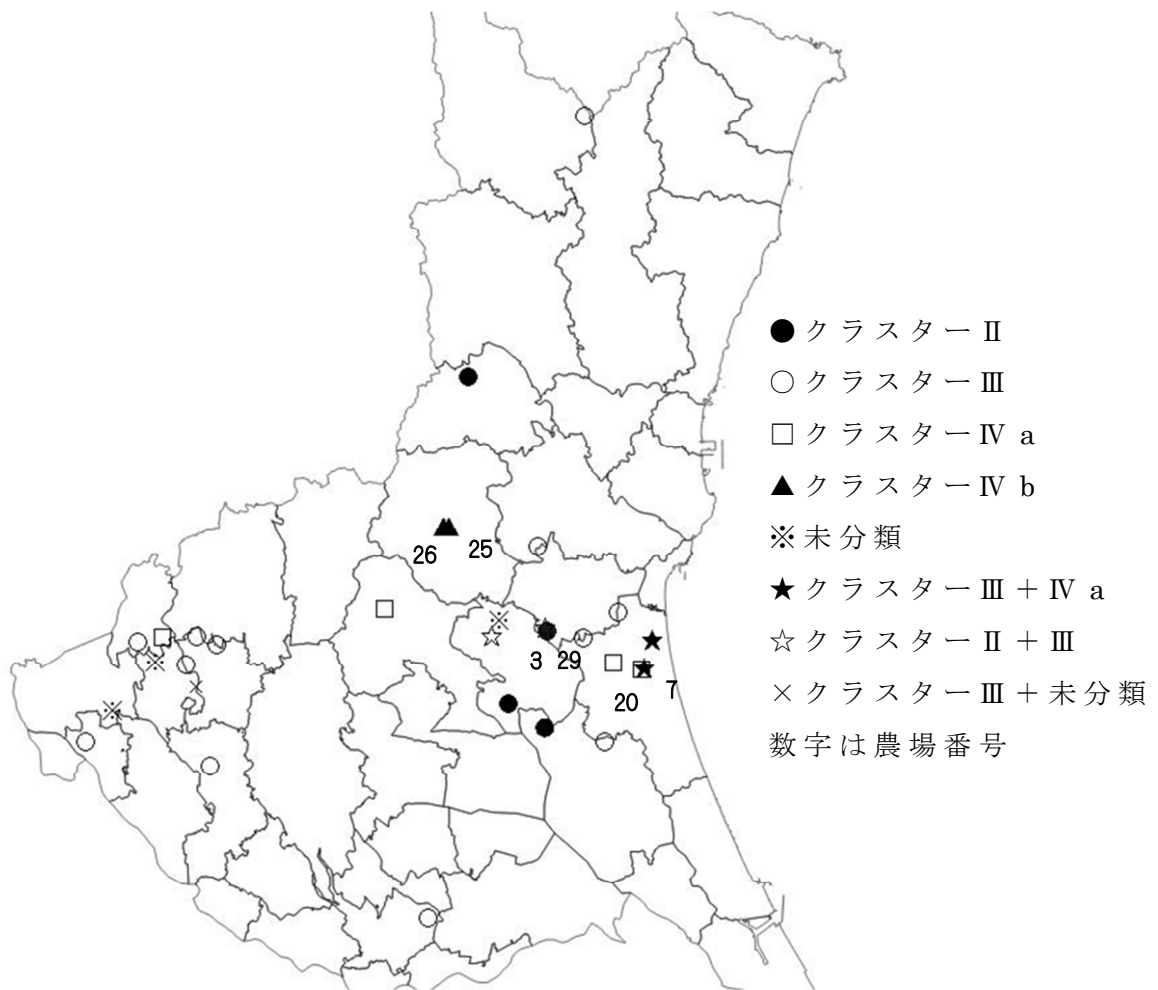 ●クラスターⅡ
○クラスターⅢ
□クラスターⅣ a
▲クラスターⅣ b
※未分類
★クラスターⅢ+Ⅳ a
☆クラスターⅡ+Ⅲ
×クラスターⅢ+未分類
数字は農場番号
26 25
3 29
20 7